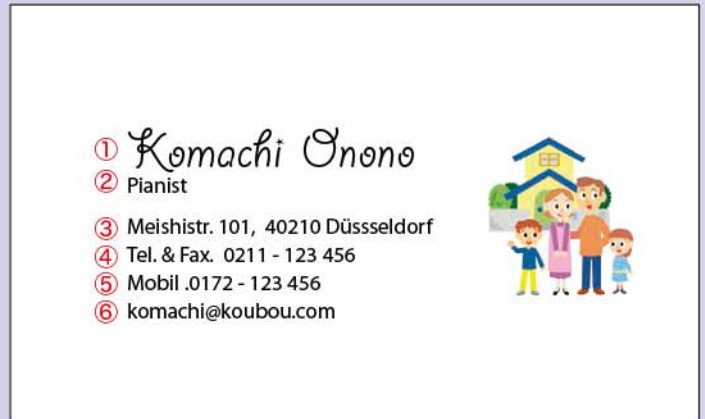 ① Komachi Onono
② Pianist
③ Meishistr. 101, 40210 Düssseldorf
④ Tel. & Fax. 0211 - 123 456
⑤ Mobil .0172 - 123 456
⑥ komachi@koubou.com